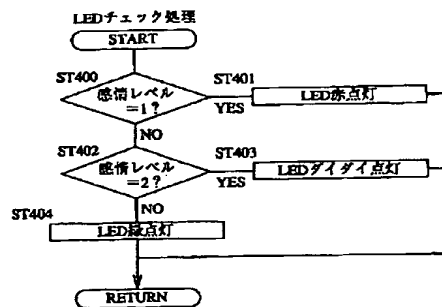 LEDチェック処理
START
ST400
感情レベル
=1?
ST401
YES
LED赤点灯
NO
ST402
感情レベル
=2?
ST403
YES
LEDダイダイ点灯
NO
ST404
LED緑点灯
RETURN